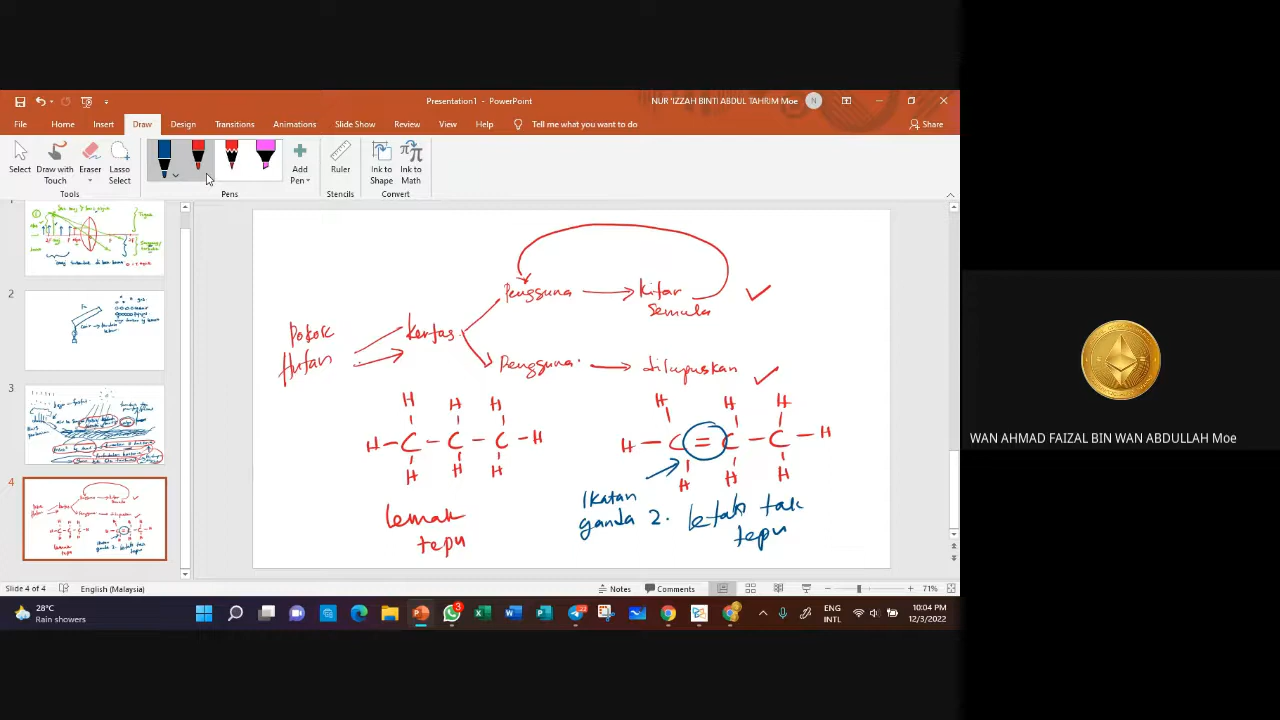 Presentation1 - PowerPoint
NUR 'IZZAH BINTI ABDUL TAHRIM Moe
N
File Home Insert Draw Design Transitions Animations Slide Show Review View Help Tell me what you want to do Share
Select
Draw with Touch
Eraser
Lasso Select
Add Pen
Ruler
Ink to Shape
Ink to Math
Tools Pens Stencils Convert
Pengguna → Kitar
Semula
Pokok
Hutan
Kertas
Pengguna → dilupuskan
H H H
H - C - C - C - H
H H H
lemak
tepu
H H H
H - C = C - C - H
H H H
Ikatan
ganda 2.
lemak tak
tepu
2
3
4
Slide 4 of 4 English (Malaysia) Notes Comments 71%
28°C
Rain showers
3
ENG
INTL
10:04 PM
12/3/2022
WAN AHMAD FAIZAL BIN WAN ABDULLAH Moe